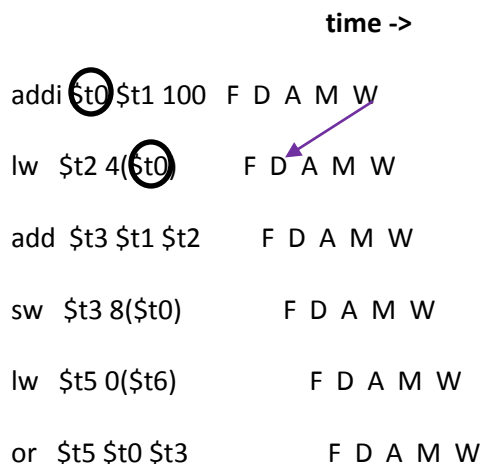 time ->
addi $t0 $t1 100 F D A M W
lw $t2 4($t0) F D A M W
add $t3 $t1 $t2 F D A M W
sw $t3 8($t0) F D A M W
lw $t5 0($t6) F D A M W
or $t5 $t0 $t3 F D A M W